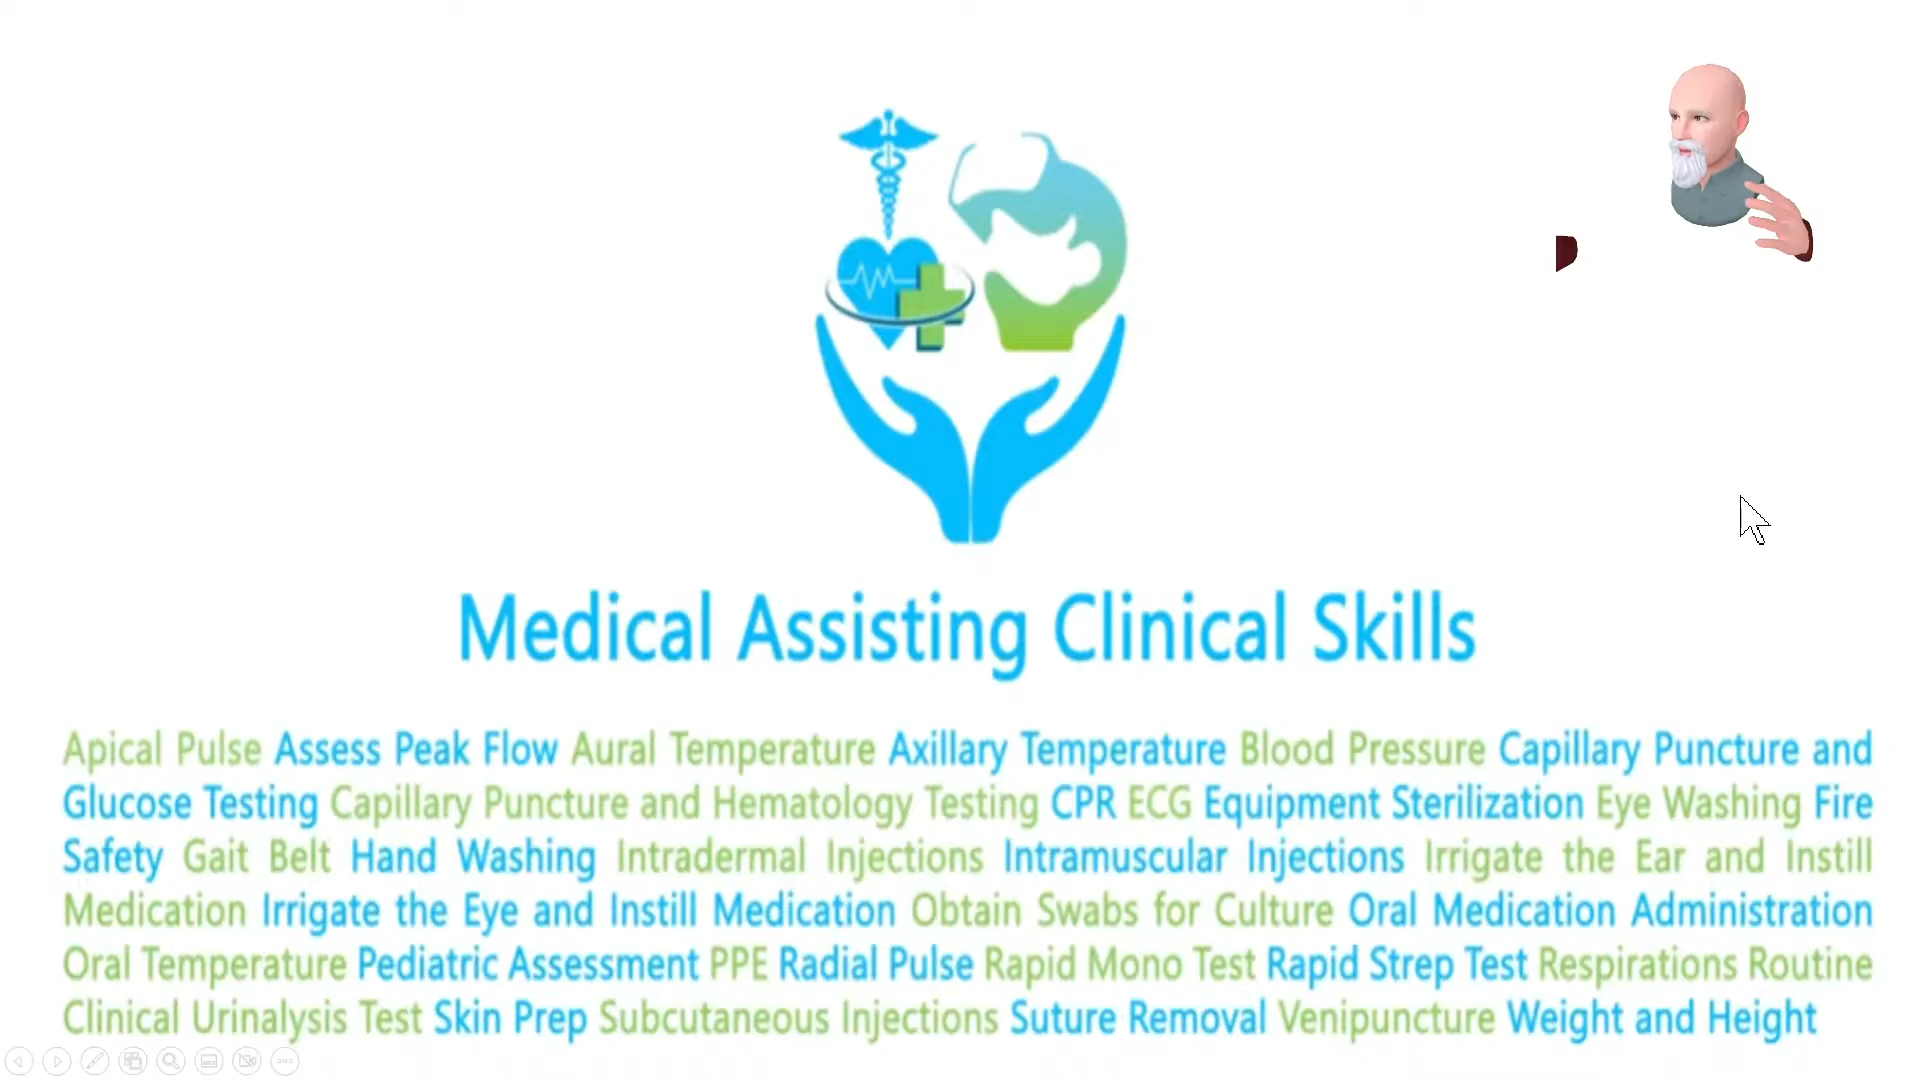 Medical Assisting Clinical Skills
Apical Pulse Assess Peak Flow Aural Temperature Axillary Temperature Blood Pressure Capillary Puncture and
Glucose Testing Capillary Puncture and Hematology Testing CPR ECG Equipment Sterilization Eye Washing Fire
Safety Gait Belt Hand Washing Intradermal Injections Intramuscular Injections Irrigate the Ear and Instill
Medication Irrigate the Eye and Instill Medication Obtain Swabs for Culture Oral Medication Administration
Oral Temperature Pediatric Assessment PPE Radial Pulse Rapid Mono Test Rapid Strep Test Respirations Routine
Clinical Urinalysis Test Skin Prep Subcutaneous Injections Suture Removal Venipuncture Weight and Height